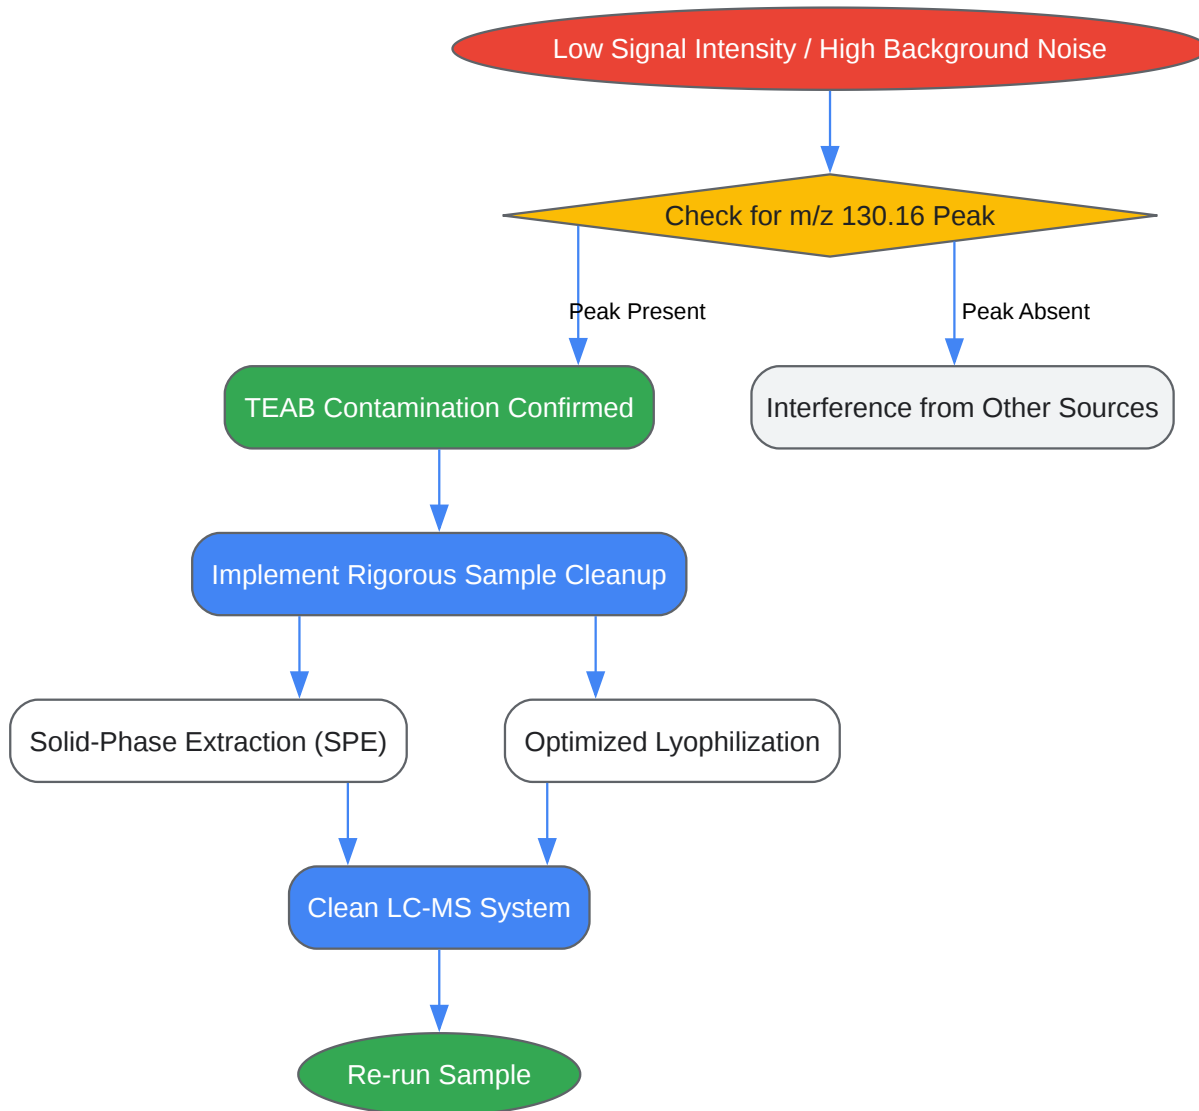 Low Signal Intensity / High Background Noise
Check for m/z 130.16 Peak
Peak Present
Peak Absent
TEAB Contamination Confirmed
Interference from Other Sources
Implement Rigorous Sample Cleanup
Solid-Phase Extraction (SPE)
Optimized Lyophilization
Clean LC-MS System
Re-run Sample